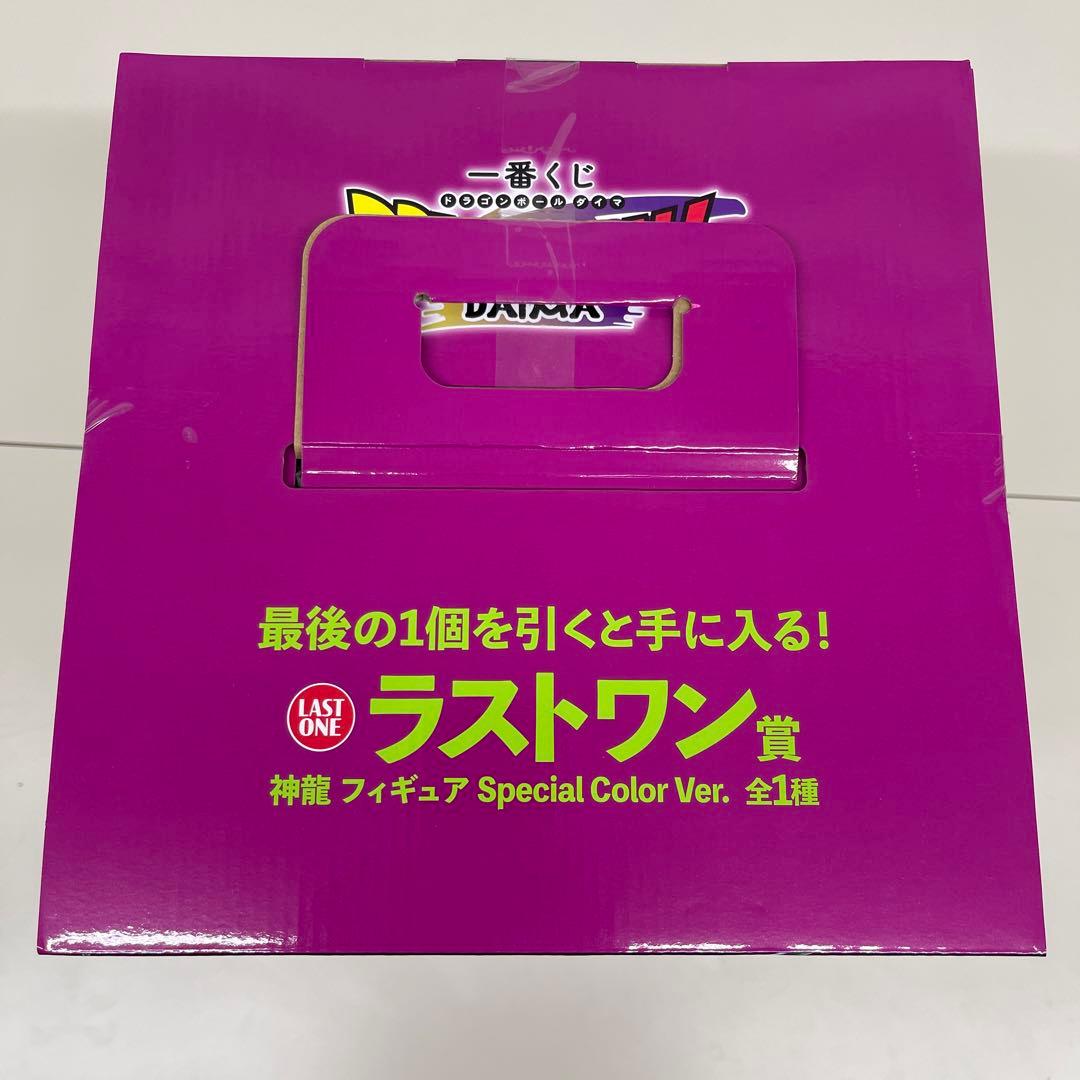 一番くじ
ドラゴンボール ダイマ
DAIMA
最後の1個を引くと手に入る!
LAST ONE
ラストワン賞
神龍 フィギュア Special Color Ver. 全1種